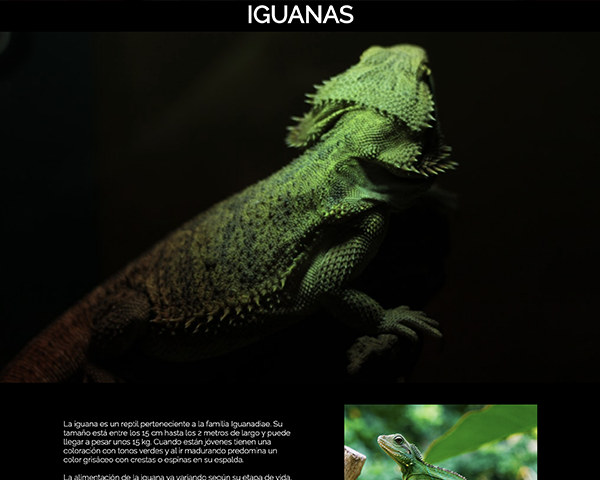 IGUANAS
La iguana es un reptil perteneciente a la familia Iguanadiae. Su
tamaño está entre los 15 cm hasta los 2 metros de largo y puede
llegar a pesar unos 15 kg. Cuando están jóvenes tienen una
coloración con tonos verdes y al ir madurando predomina un
color grisáceo con crestas o espinas en su espalda.
La alimentación de la iguana va variando según su etapa de vida,